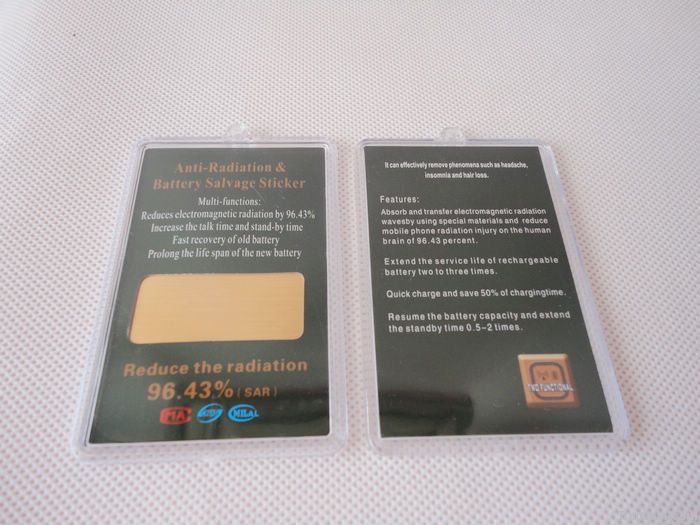 Anti-Radiation &
Battery Salvage Sticker
Multi-functions:
Reduces electromagnetic radiation by 96.43%
Increase the talk time and stand-by time
Fast recovery of old battery
Prolong the life span of the new battery
Reduce the radiation
96.43% (SAR)
MA
HILAL
It can effectively remove phenomena such as headache,
insomnia and hair loss.
Features:
Absorb and transfer electromagnetic radiation
wavesby using special materials and reduce
mobile phone radiation injury on the human
brain of 96.43 percent.
Extend the service life of rechargeable
battery two to three times.
Quick charge and save 50% of chargingtime.
Resume the battery capacity and extend
the standby time 0.5-2 times.
TWO FUNCTIONAL